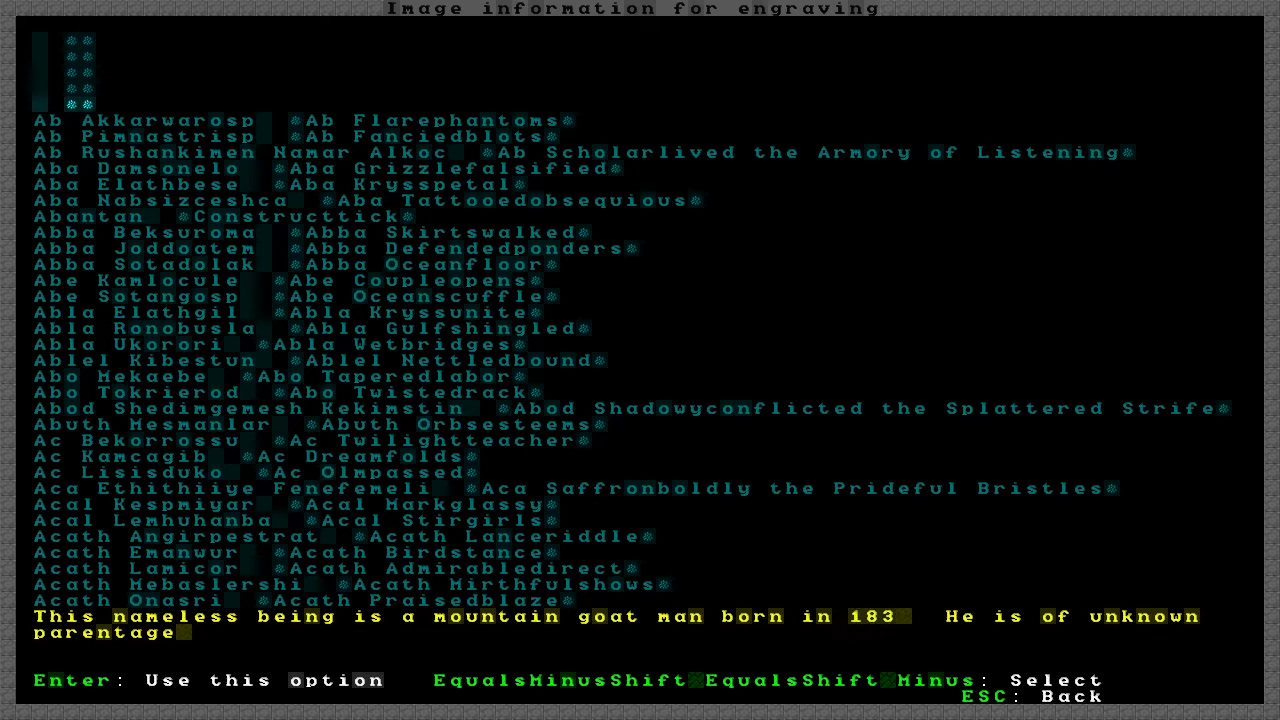 Image information for engraving
Ab Akkarwarosp Ab Flarephantoms
Ab Pimnastrisp Ab Fanciedblots
Ab Rushankimen Namar Alkoc Ab Scholarlived the Armory of Listening
Aba Damsonelo Aba Grizzlefalsified
Aba Elathbese Aba Krysspetal
Aba Nabsizceshca Aba Tattooedobsequious
Abantan Constructtick
Abba Beksuroma Abba Skirtswalked
Abba Joddoatem Abba Defendedponders
Abba Sotadolak Abba Oceanfloor
Abe Kamlocule Abe Coupleopens
Abe Sotangosp Abe Oceanscuffle
Abla Elathgil Abla Kryssunite
Abla Ronobusla Abla Gulfshingled
Abla Ukorori Abla Wetbridges
Ablel Kibestun Ablel Nettledbound
Abo Mekaebe Abo Taperedlabor
Abo Tokrierod Abo Twistedrack
Abod Shedimgemesh Kekimstin Abod Shadowyconflicted the Splattered Strife
Abuth Mesmanlar Abuth Orbsesteems
Ac Bekorrossu Ac Twilightteacher
Ac Kamcagib Ac Dreamfolds
Ac Lisisduko Ac Olmpassed
Aca Ethithiiye Fenefemeli Aca Saffronboldly the Prideful Bristles
Acal Kespmiyar Acal Markglassy
Acal Lemhuhanba Acal Stirgirls
Acath Angirpestrat Acath Lanceriddle
Acath Emanwur Acath Birdstance
Acath Lamicor Acath Admirabledirect
Acath Mebaslershi Acath Mirthfulshows
Acath Onasri Acath Praisedblaze
This nameless being is a mountain goat man born in 183 He is of unknown
parentage
Enter: Use this option EqualsMinusShift EqualsShift Minus: Select
ESC: Back